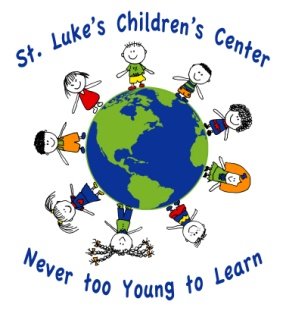 St. Luke's Children's Center
Never too Young to Learn